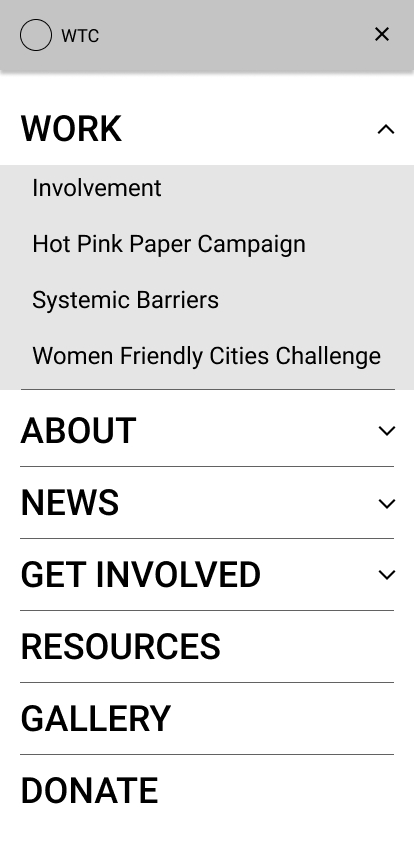 WTC
WORK
Involvement
Hot Pink Paper Campaign
Systemic Barriers
Women Friendly Cities Challenge
ABOUT
NEWS
GET INVOLVED
RESOURCES
GALLERY
DONATE